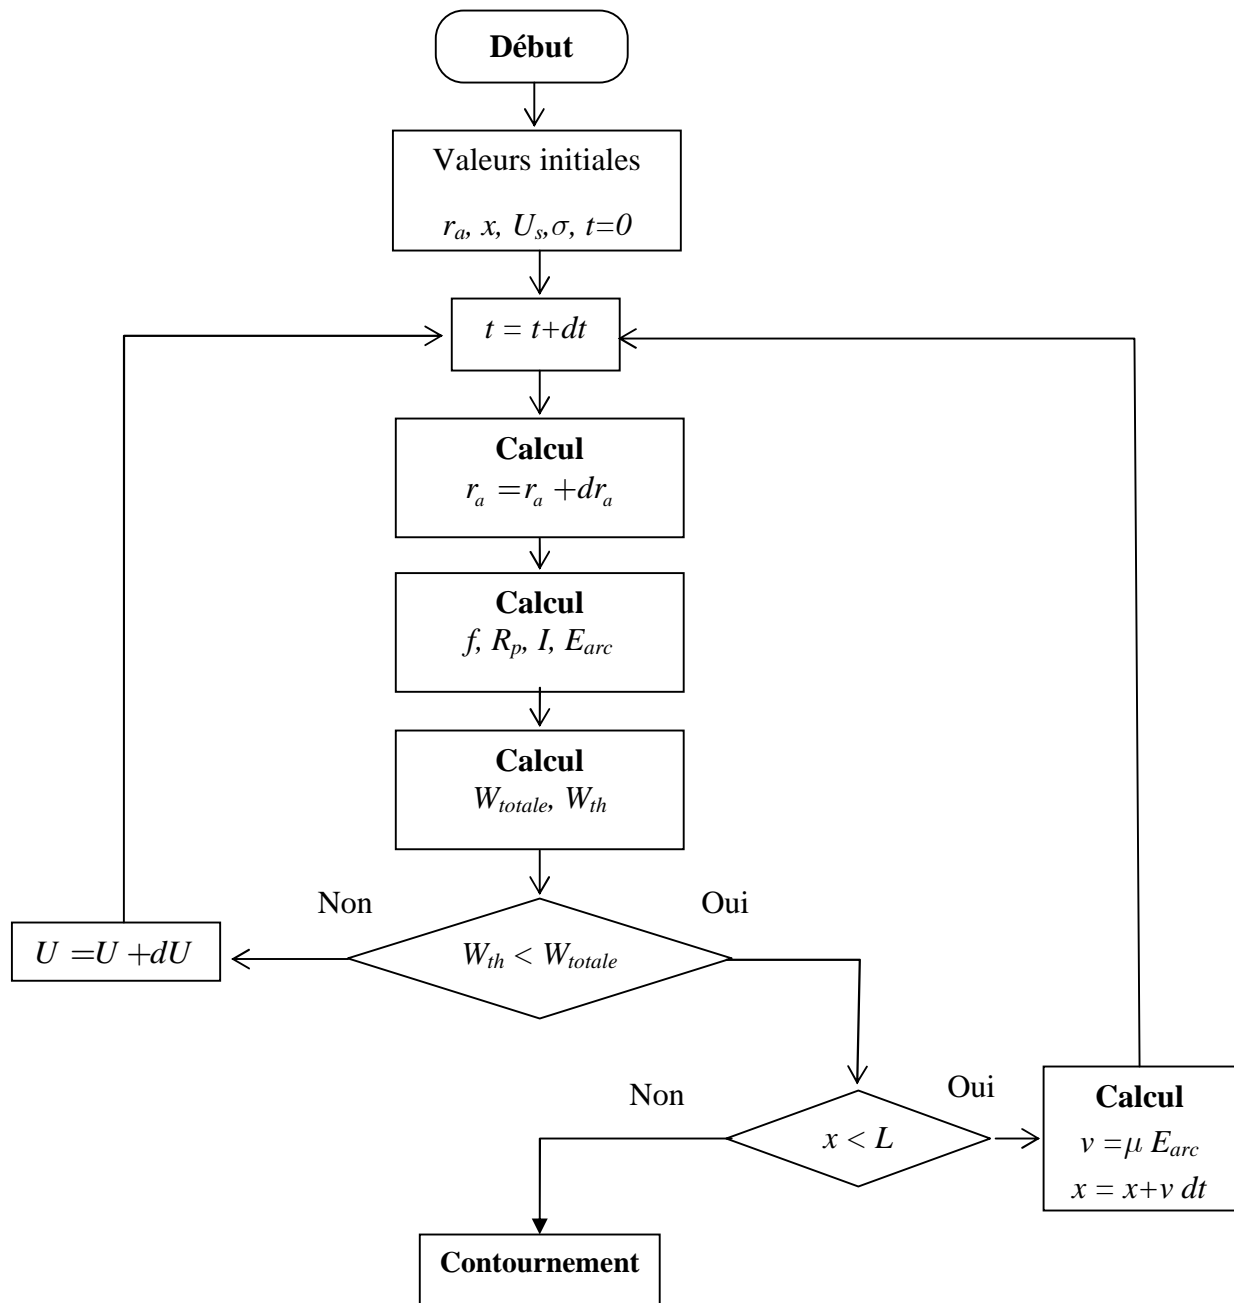 Début
Valeurs initiales
r_a, x, U_s,σ, t=0
t = t+dt
Calcul
r_a =r_a +dr_a
Calcul
f, R_p, I, E_arc
Calcul
W_totale, W_th
Non
Oui
U =U +dU
W_th < W_totale
Non
Oui
x < L
Calcul
v =μ E_arc
x = x+v dt
Contournement